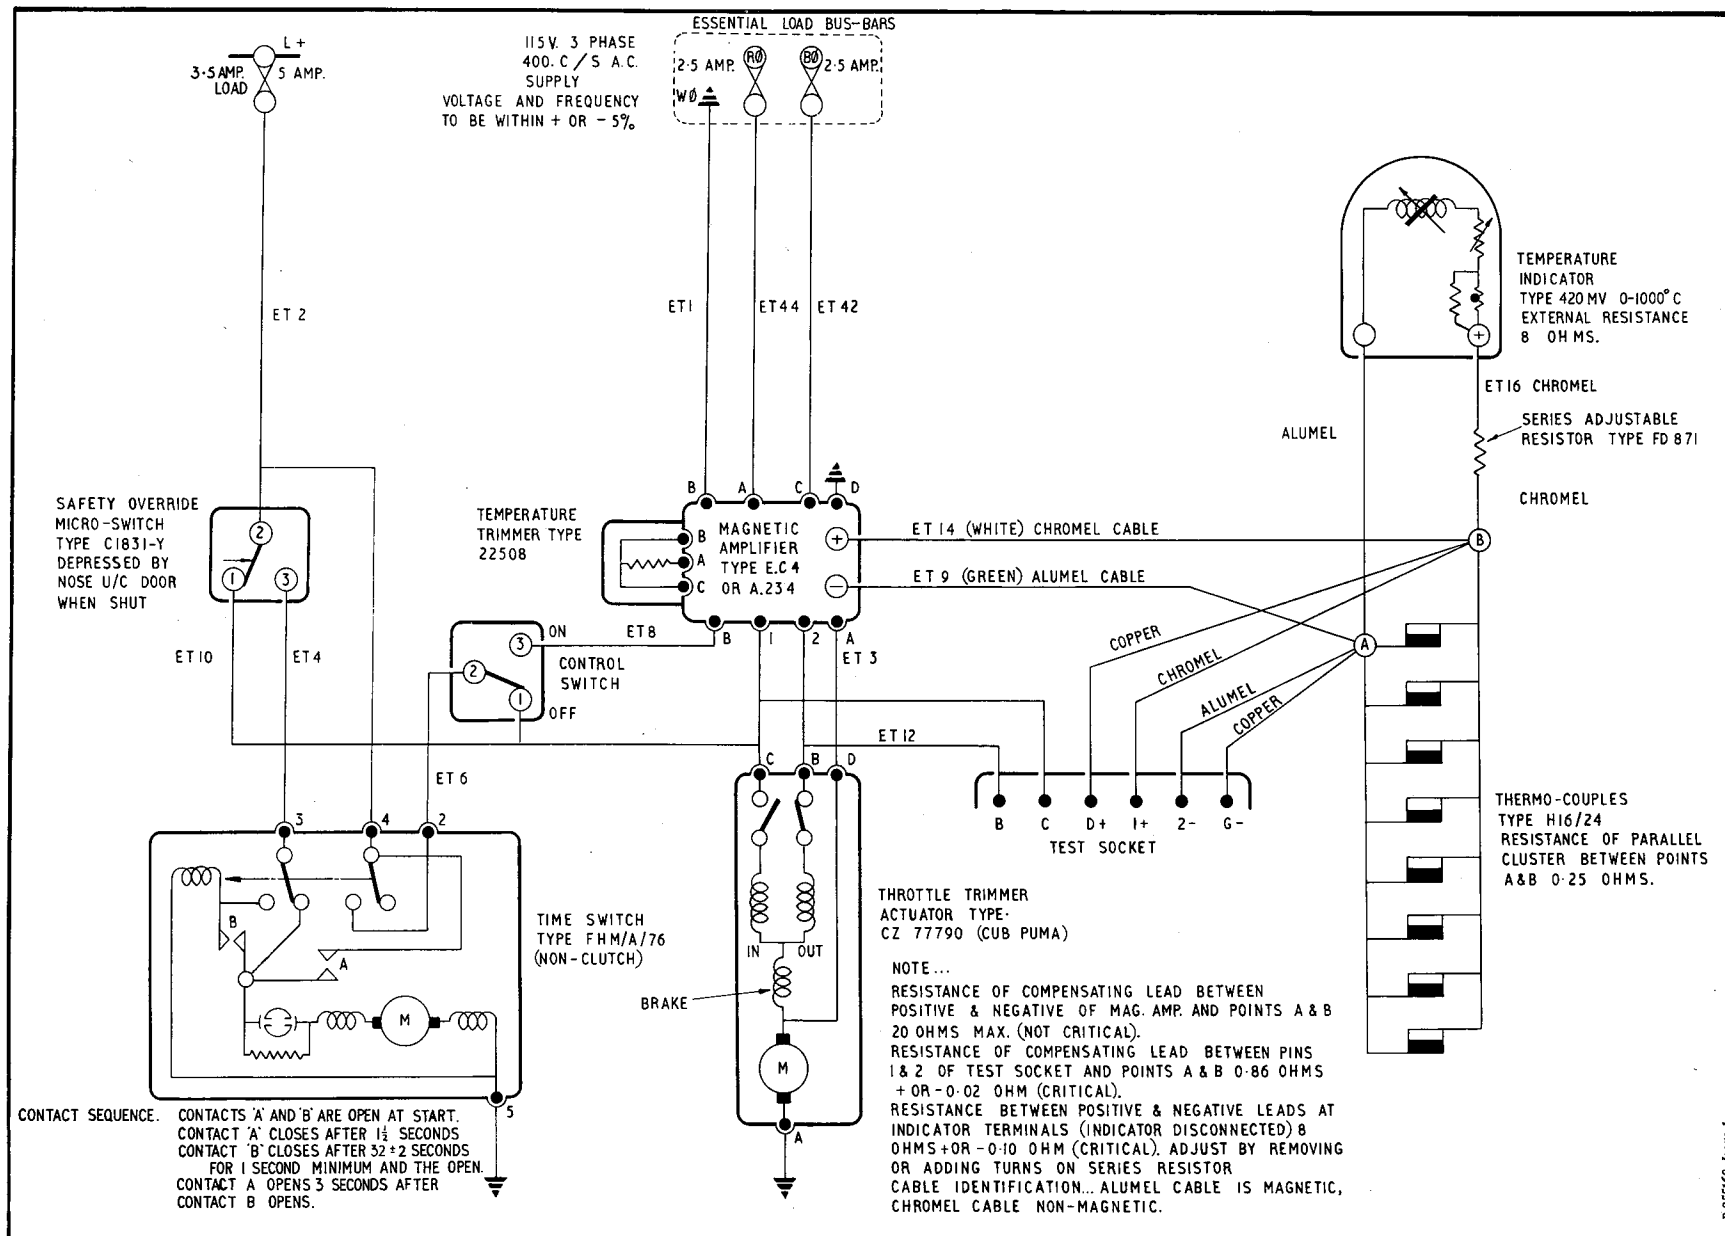 ESSENTIAL LOAD BUS-BARS
L +
3·5 AMP. LOAD
5 AMP.
115V. 3 PHASE
400. C/S A.C.
SUPPLY
VOLTAGE AND FREQUENCY
TO BE WITHIN + OR - 5%
2·5 AMP.
RØ
BØ
2·5 AMP.
WØ
ET 2
ET1
ET44
ET 42
TEMPERATURE
INDICATOR
TYPE 420 MV 0-1000°C
EXTERNAL RESISTANCE
8 OHMS.
+
ET16 CHROMEL
ALUMEL
SERIES ADJUSTABLE
RESISTOR TYPE FD 871
CHROMEL
SAFETY OVERRIDE
MICRO-SWITCH
TYPE C1831-Y
DEPRESSED BY
NOSE U/C DOOR
WHEN SHUT
2
1
3
TEMPERATURE
TRIMMER TYPE
22508
B
A
C
D
B
A
C
MAGNETIC
AMPLIFIER
TYPE E.C4
OR A.234
+
-
ET 14 (WHITE) CHROMEL CABLE
ET 9 (GREEN) ALUMEL CABLE
B
A
B
1
2
A
ET10
ET4
ET8
ET 3
3
ON
2
1
OFF
CONTROL
SWITCH
COPPER
CHROMEL
ALUMEL
COPPER
ET12
ET 6
C
B
D
B
C
D+
1+
2-
G-
TEST SOCKET
3
4
2
B
A
M
5
TIME SWITCH
TYPE FHM/A/76
(NON-CLUTCH)
IN
OUT
BRAKE
M
A
THROTTLE TRIMMER
ACTUATOR TYPE·
CZ 77790 (CUB PUMA)
THERMO-COUPLES
TYPE H16/24
RESISTANCE OF PARALLEL
CLUSTER BETWEEN POINTS
A&B 0·25 OHMS.
NOTE...
RESISTANCE OF COMPENSATING LEAD BETWEEN
POSITIVE & NEGATIVE OF MAG. AMP. AND POINTS A & B
20 OHMS MAX. (NOT CRITICAL).
RESISTANCE OF COMPENSATING LEAD BETWEEN PINS
1 & 2 OF TEST SOCKET AND POINTS A & B 0·86 OHMS
+ OR - 0·02 OHM (CRITICAL).
RESISTANCE BETWEEN POSITIVE & NEGATIVE LEADS AT
INDICATOR TERMINALS (INDICATOR DISCONNECTED) 8
OHMS + OR - 0·10 OHM (CRITICAL). ADJUST BY REMOVING
OR ADDING TURNS ON SERIES RESISTOR
CABLE IDENTIFICATION... ALUMEL CABLE IS MAGNETIC,
CHROMEL CABLE NON-MAGNETIC.
CONTACT SEQUENCE. CONTACTS 'A' AND 'B' ARE OPEN AT START.
CONTACT 'A' CLOSES AFTER 1½ SECONDS
CONTACT 'B' CLOSES AFTER 32 ± 2 SECONDS
FOR 1 SECOND MINIMUM AND THE OPEN.
CONTACT A OPENS 3 SECONDS AFTER
CONTACT B OPENS.